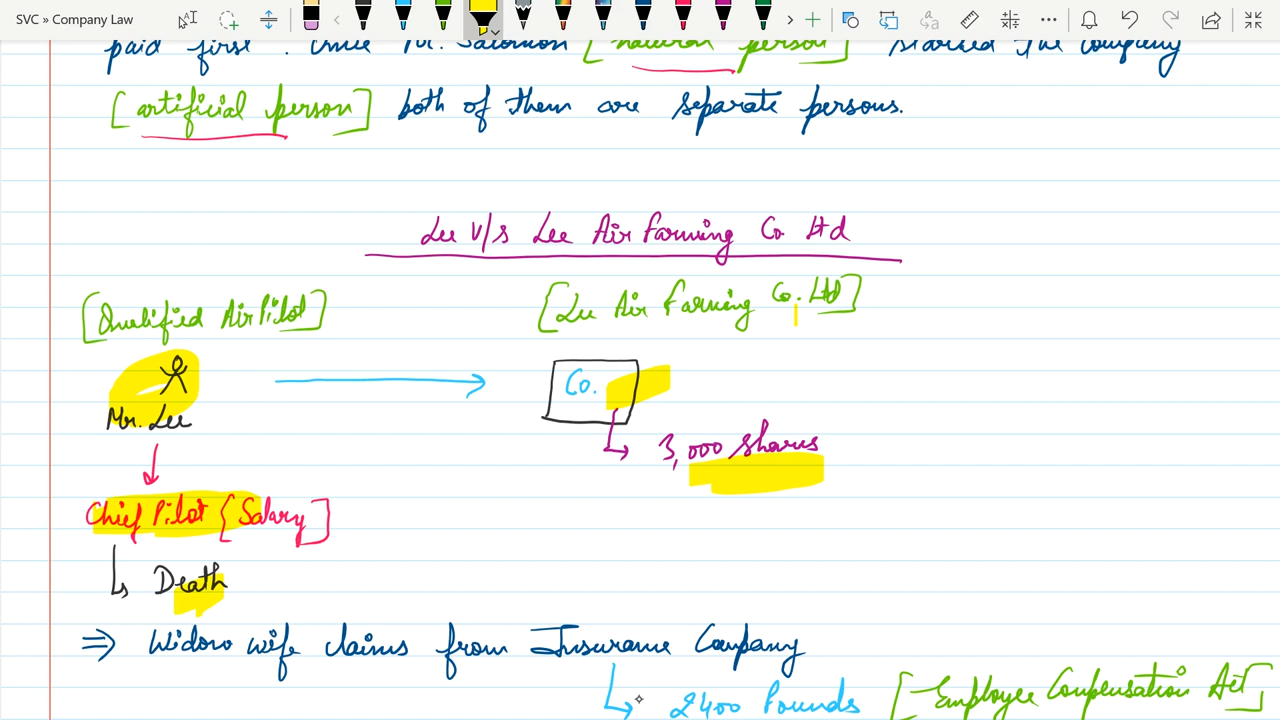 SVC » Company Law
paid first . Once Mr. Salomon [natural person] started the company
[artificial person] both of them are separate persons.
Lee V/s Lee Air Farming Co Ltd
[Qualified Air Pilot]
[Lee Air Farming Co. Ltd]
Co.
Mr. Lee
3,000 shares
Chief Pilot [Salary]
Death
⇒ Widow wife claims from Insurance Company
2400 Pounds [Employee Compensation Act]